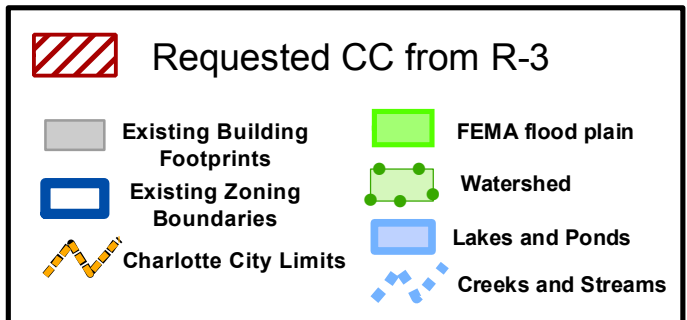 Requested CC from R-3
Existing Building
Footprints
Existing Zoning
Boundaries
Charlotte City Limits
FEMA flood plain
Watershed
Lakes and Ponds
Creeks and Streams